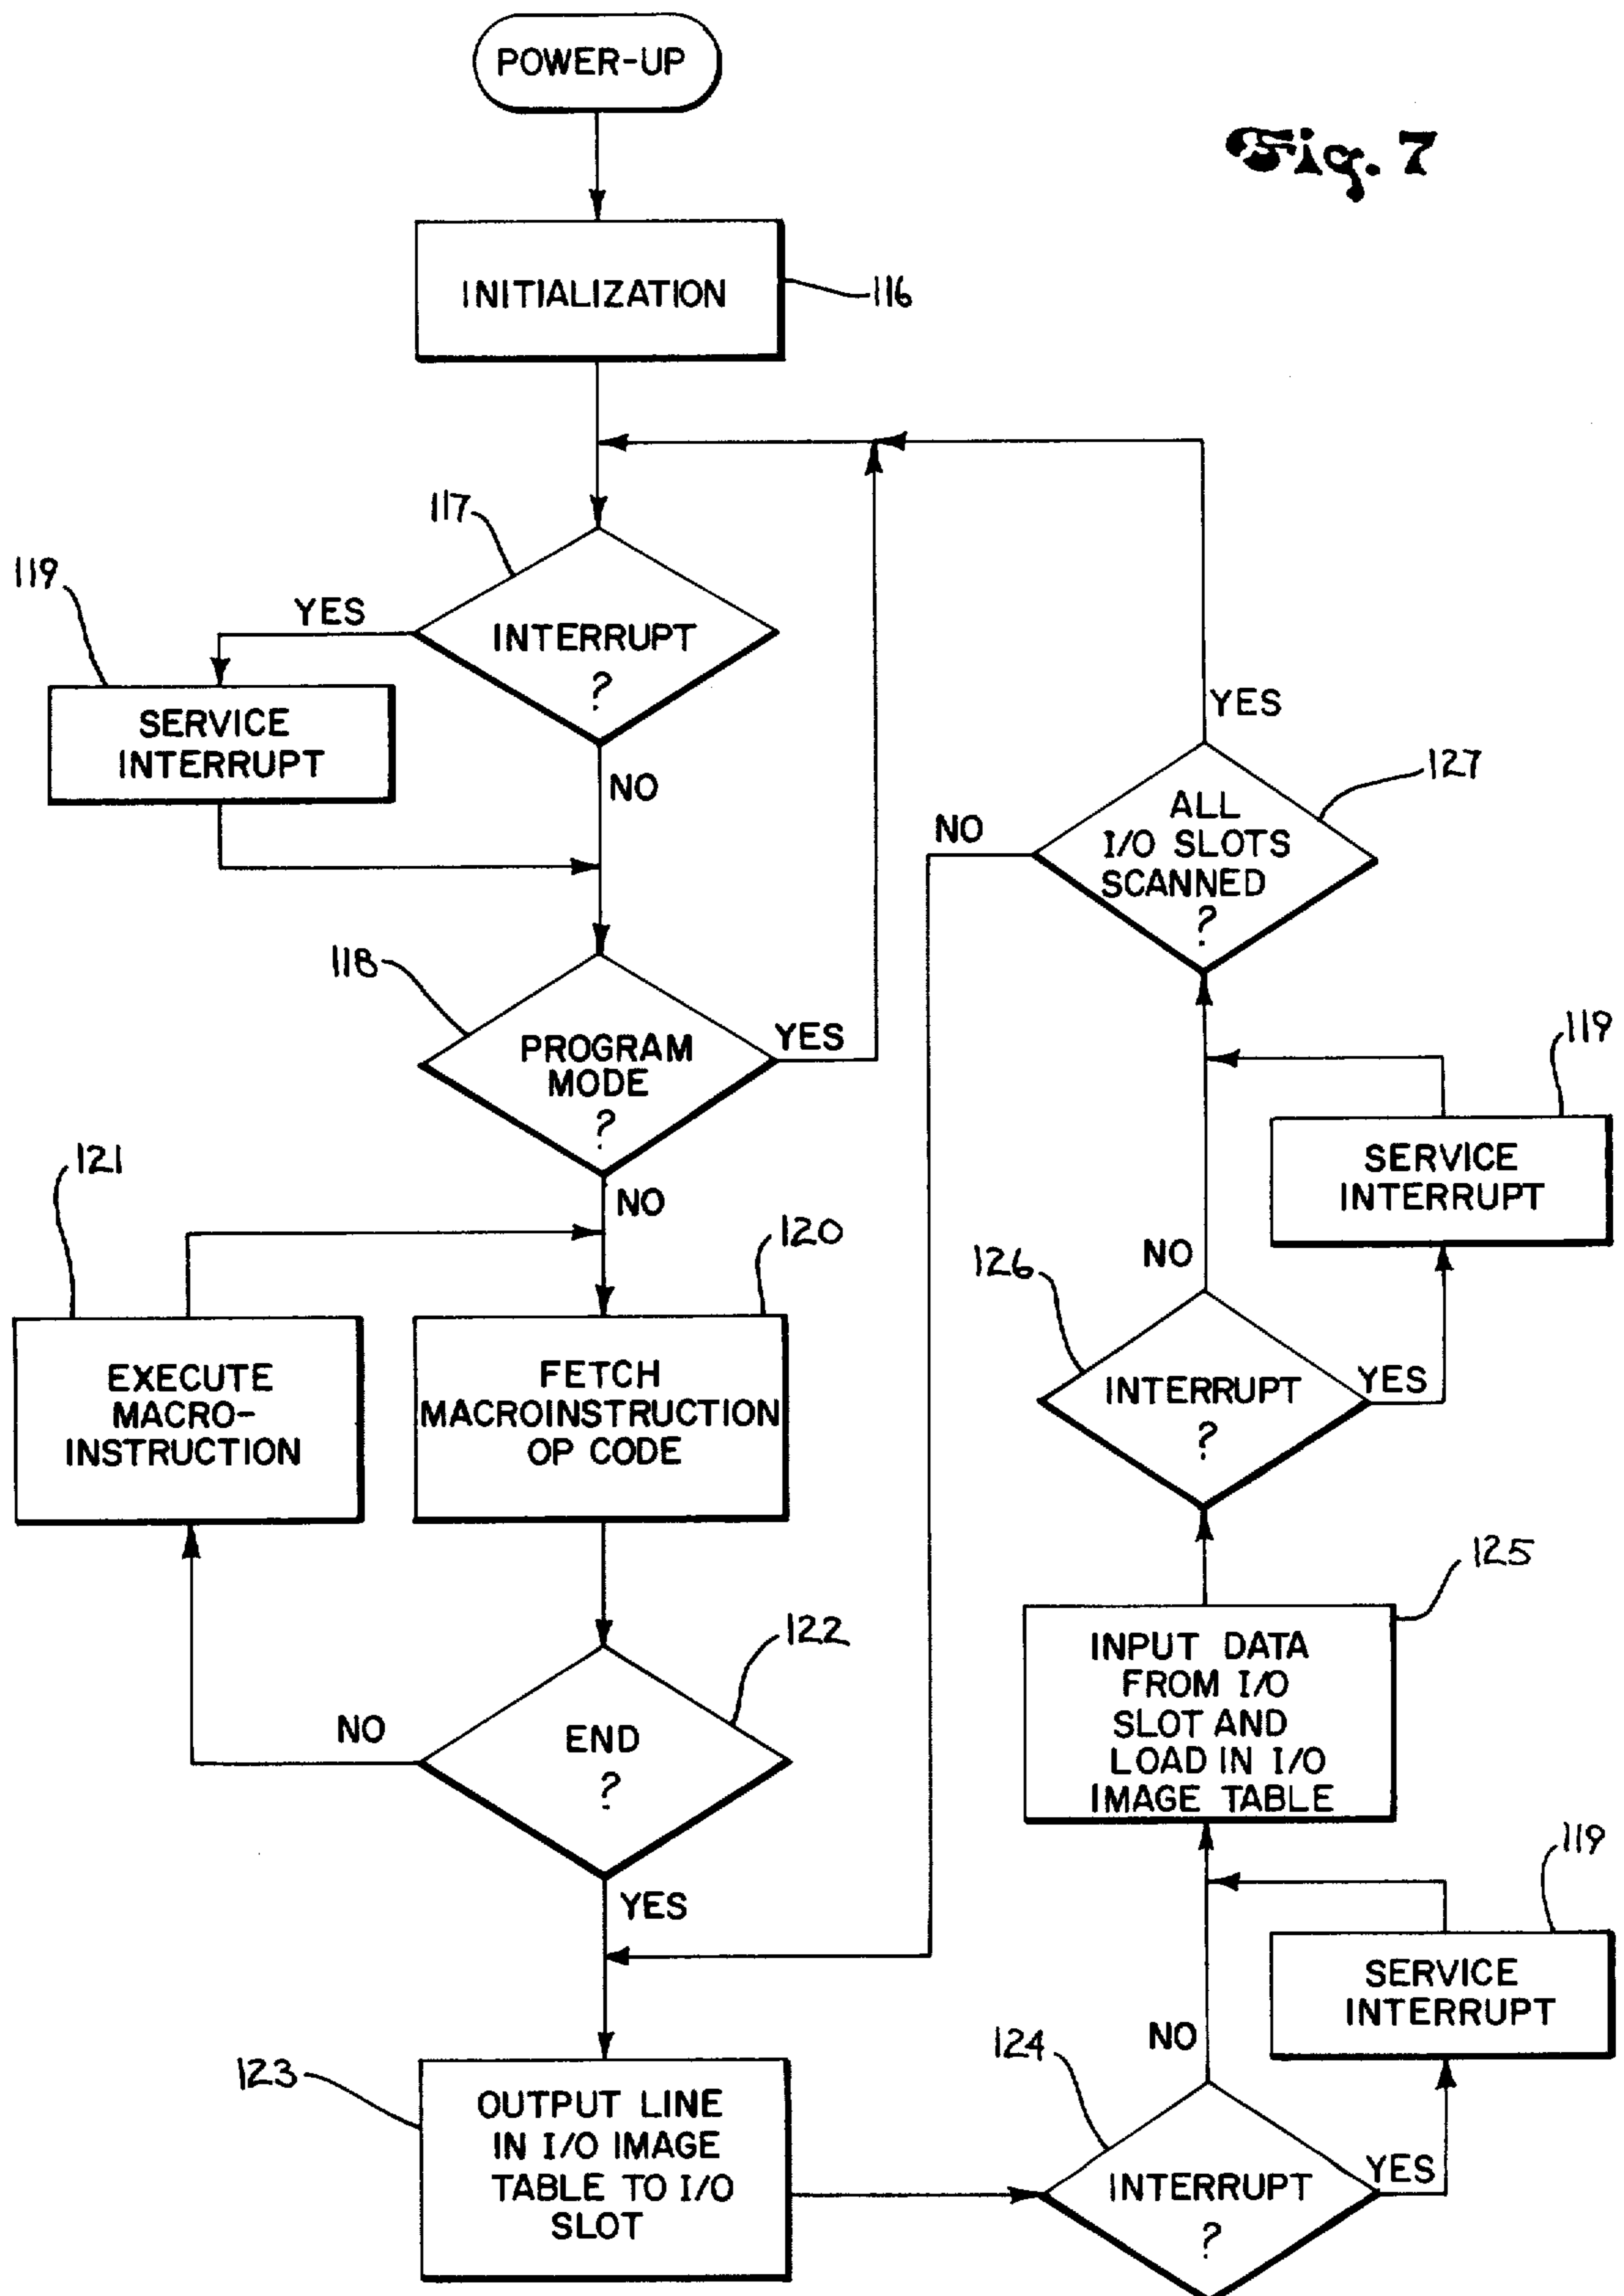 POWER-UP
Fig. 7
INITIALIZATION
116
117
INTERRUPT
?
YES
NO
119
SERVICE
INTERRUPT
118
PROGRAM
MODE
?
YES
NO
121
EXECUTE
MACRO-
INSTRUCTION
120
FETCH
MACROINSTRUCTION
OP CODE
122
END
?
NO
YES
123
OUTPUT LINE
IN I/O IMAGE
TABLE TO I/O
SLOT
124
INTERRUPT
?
YES
NO
119
SERVICE
INTERRUPT
125
INPUT DATA
FROM I/O
SLOT AND
LOAD IN I/O
IMAGE TABLE
126
INTERRUPT
?
YES
NO
119
SERVICE
INTERRUPT
127
ALL
I/O SLOTS
SCANNED
?
NO
YES